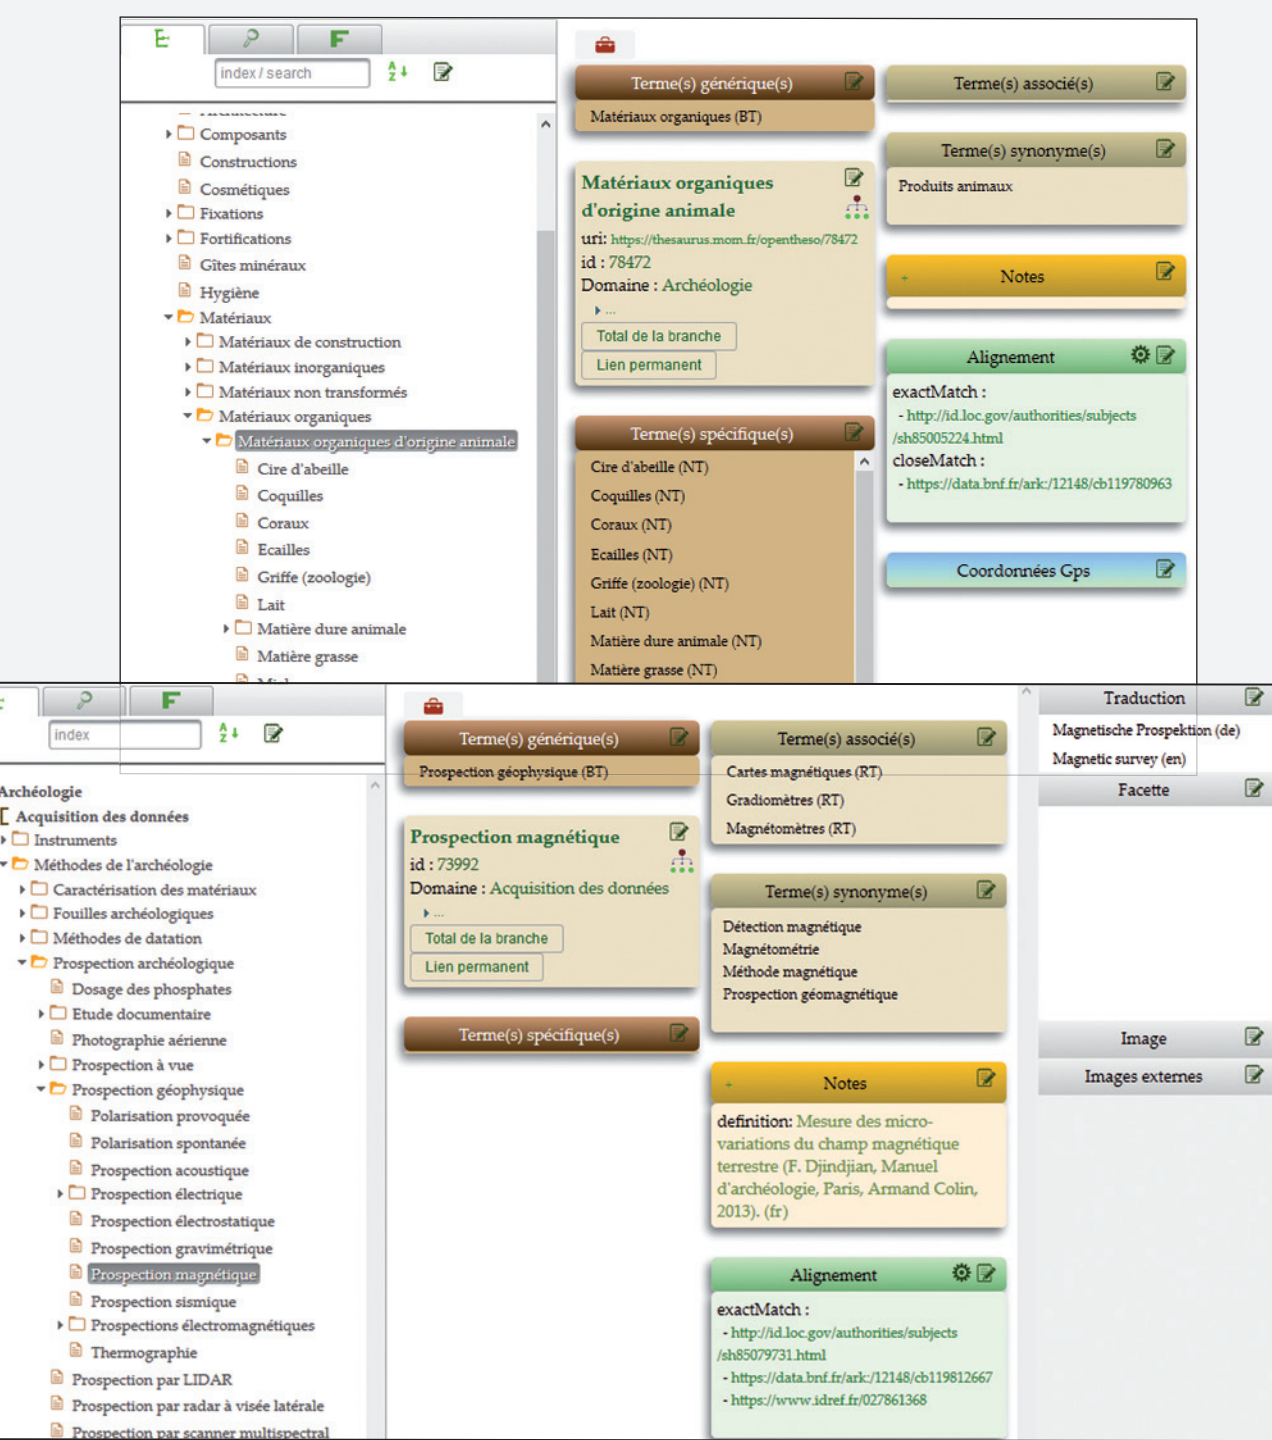 F
index / search
A
Z
Architecture
Composants
Constructions
Cosmétiques
Fixations
Fortifications
Gîtes minéraux
Hygiène
Matériaux
Matériaux de construction
Matériaux inorganiques
Matériaux non transformés
Matériaux organiques
Matériaux organiques d'origine animale
Cire d'abeille
Coquilles
Coraux
Ecailles
Griffe (zoologie)
Lait
Matière dure animale
Matière grasse
Terme(s) générique(s)
Matériaux organiques (BT)
Matériaux organiques
d'origine animale
uri: https://thesaurus.mom.fr/opentheso/78472
id : 78472
Domaine : Archéologie
...
Total de la branche
Lien permanent
Terme(s) spécifique(s)
Cire d'abeille (NT)
Coquilles (NT)
Coraux (NT)
Ecailles (NT)
Griffe (zoologie) (NT)
Lait (NT)
Matière dure animale (NT)
Matière grasse (NT)
Terme(s) associé(s)
Terme(s) synonyme(s)
Produits animaux
+ Notes
Alignement
exactMatch :
- http://id.loc.gov/authorities/subjects
/sh85005224.html
closeMatch :
- https://data.bnf.fr/ark:/12148/cb119780963
Coordonnées Gps
F
index
A
Z
Archéologie
Acquisition des données
Instruments
Méthodes de l'archéologie
Caractérisation des matériaux
Fouilles archéologiques
Méthodes de datation
Prospection archéologique
Dosage des phosphates
Etude documentaire
Photographie aérienne
Prospection à vue
Prospection géophysique
Polarisation provoquée
Polarisation spontanée
Prospection acoustique
Prospection électrique
Prospection électrostatique
Prospection gravimétrique
Prospection magnétique
Prospection sismique
Prospections électromagnétiques
Thermographie
Prospection par LIDAR
Prospection par radar à visée latérale
Prospection par scanner multispectral
Terme(s) générique(s)
Prospection géophysique (BT)
Prospection magnétique
id : 73992
Domaine : Acquisition des données
...
Total de la branche
Lien permanent
Terme(s) spécifique(s)
Terme(s) associé(s)
Cartes magnétiques (RT)
Gradiomètres (RT)
Magnétomètres (RT)
Terme(s) synonyme(s)
Détection magnétique
Magnétométrie
Méthode magnétique
Prospection géomagnétique
+ Notes
definition: Mesure des micro-
variations du champ magnétique
terrestre (F. Djindjian, Manuel
d'archéologie, Paris, Armand Colin,
2013). (fr)
Alignement
exactMatch :
- http://id.loc.gov/authorities/subjects
/sh85079731.html
- https://data.bnf.fr/ark:/12148/cb119812667
- https://www.idref.fr/027861368
Traduction
Magnetische Prospektion (de)
Magnetic survey (en)
Facette
Image
Images externes